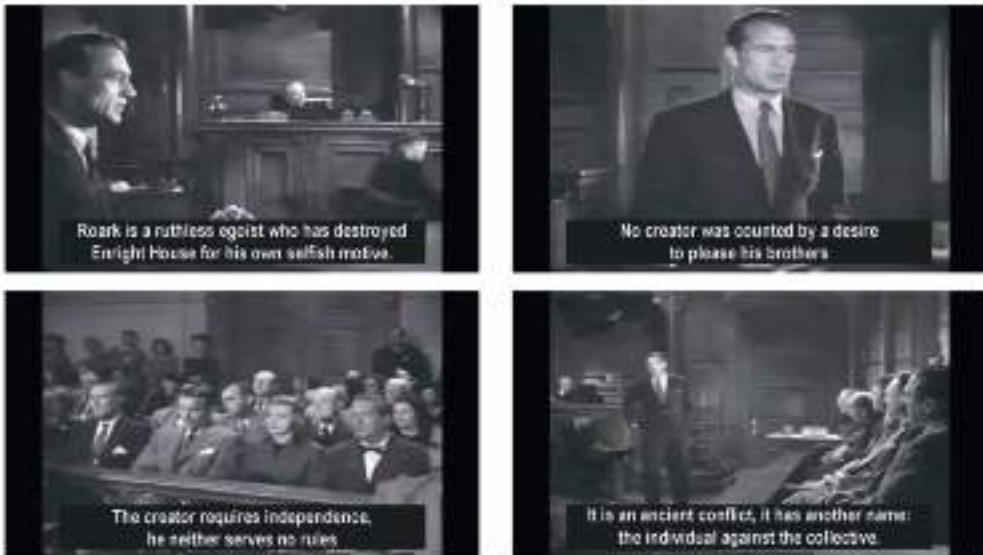 Roark is a ruthless egoist who has destroyed
Enright House for his own selfish motive.
No creator was counted by a desire
to please his brothers
The creator requires independence,
he neither serves no rules
It is an ancient conflict, it has another name:
the individual against the collective.